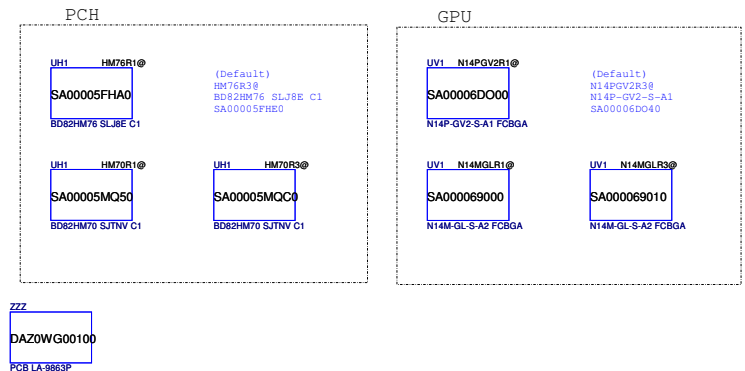 PCH
UH1 HM76R1@
SA00005FHA0
BD82HM76 SLJ8E C1
(Default)
HM76R3@
BD82HM76 SLJ8E C1
SA00005FHE0
UH1 HM70R1@
SA00005MQ50
BD82HM70 SJTNV C1
UH1 HM70R3@
SA00005MQC0
BD82HM70 SJTNV C1
GPU
UV1 N14PGV2R1@
SA00006DO00
N14P-GV2-S-A1 FCBGA
(Default)
N14PGV2R3@
N14P-GV2-S-A1
SA00006DO40
UV1 N14MGLR1@
SA000069000
N14M-GL-S-A2 FCBGA
UV1 N14MGLR3@
SA000069010
N14M-GL-S-A2 FCBGA
ZZZ
DAZ0WG00100
PCB LA-9863P